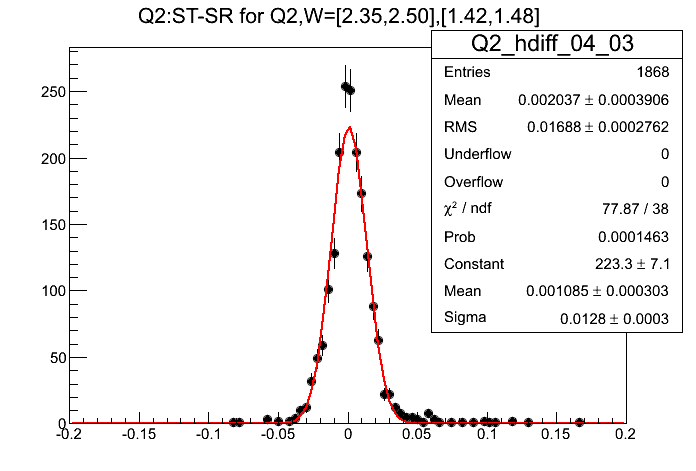 Q2:ST-SR for Q2,W=[2.35,2.50],[1.42,1.48]
Q2_hdiff_04_03
Entries 1868
Mean 0.002037 ± 0.0003906
RMS 0.01688 ± 0.0002762
Underflow 0
Overflow 0
χ² / ndf 77.87 / 38
Prob 0.0001463
Constant 223.3 ± 7.1
Mean 0.001085 ± 0.000303
Sigma 0.0128 ± 0.0003
250
200
150
100
50
0
-0.2 -0.15 -0.1 -0.05 0 0.05 0.1 0.15 0.2